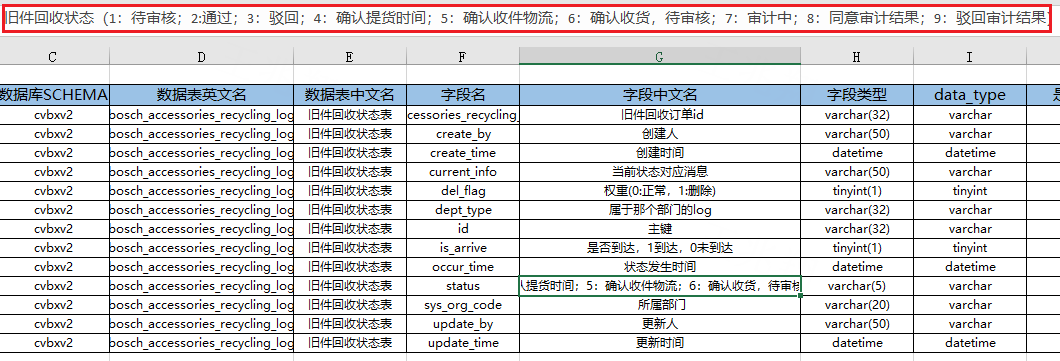 旧件回收状态（1：待审核；2:通过；3：驳回；4：确认提货时间；5：确认收件物流；6：确认收货，待审核；7：审计中；8：同意审计结果；9：驳回审计结果
C D E F G H I
数据库SCHEMA 数据表英文名 数据表中文名 字段名 字段中文名 字段类型 data_type
cvbxv2 bosch_accessories_recycling_log 旧件回收状态表 cessories_recycling_ 旧件回收订单id varchar(32) varchar
cvbxv2 bosch_accessories_recycling_log 旧件回收状态表 create_by 创建人 varchar(50) varchar
cvbxv2 bosch_accessories_recycling_log 旧件回收状态表 create_time 创建时间 datetime datetime
cvbxv2 bosch_accessories_recycling_log 旧件回收状态表 current_info 当前状态对应消息 varchar(50) varchar
cvbxv2 bosch_accessories_recycling_log 旧件回收状态表 del_flag 权重(0:正常，1:删除) tinyint(1) tinyint
cvbxv2 bosch_accessories_recycling_log 旧件回收状态表 dept_type 属于那个部门的log varchar(32) varchar
cvbxv2 bosch_accessories_recycling_log 旧件回收状态表 id 主键 varchar(32) varchar
cvbxv2 bosch_accessories_recycling_log 旧件回收状态表 is_arrive 是否到达，1到达，0未到达 tinyint(1) tinyint
cvbxv2 bosch_accessories_recycling_log 旧件回收状态表 occur_time 状态发生时间 datetime datetime
cvbxv2 bosch_accessories_recycling_log 旧件回收状态表 status 提货时间；5：确认收件物流；6：确认收货，待审核 varchar(5) varchar
cvbxv2 bosch_accessories_recycling_log 旧件回收状态表 sys_org_code 所属部门 varchar(20) varchar
cvbxv2 bosch_accessories_recycling_log 旧件回收状态表 update_by 更新人 varchar(50) varchar
cvbxv2 bosch_accessories_recycling_log 旧件回收状态表 update_time 更新时间 datetime datetime